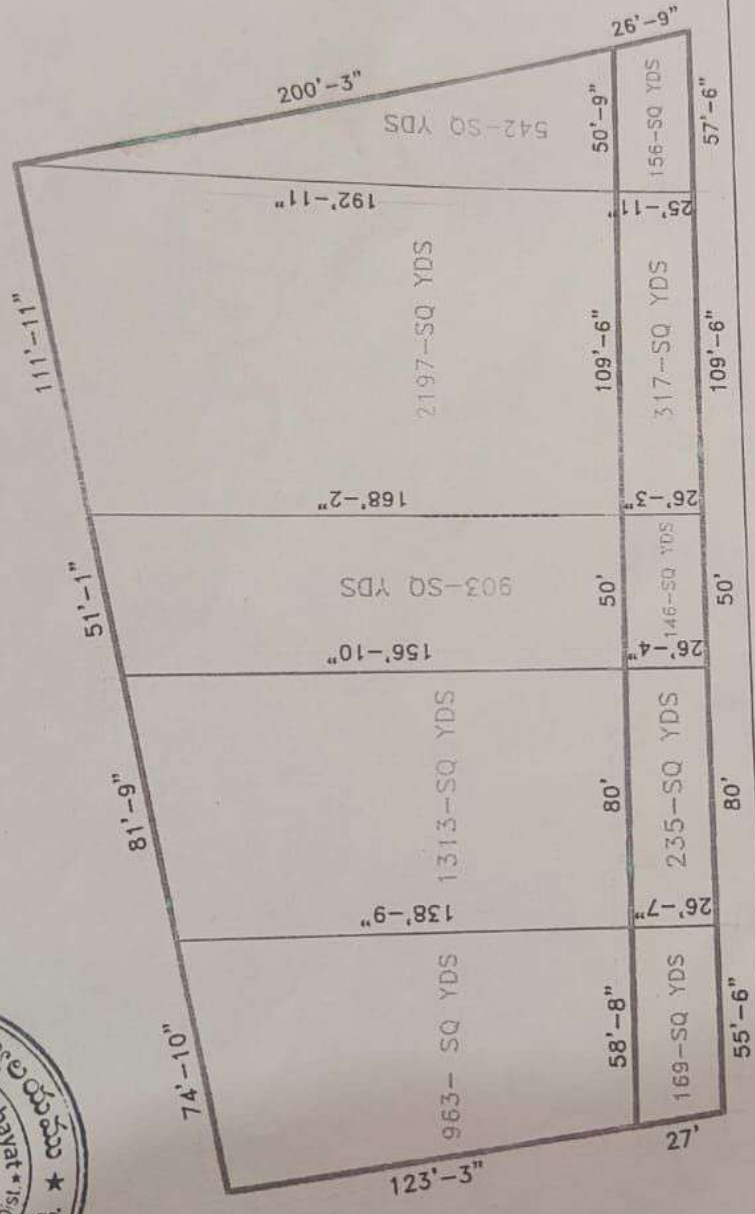 26'-9"
200'-3"
542-SQ YDS
50'-9"
156-SQ YDS
57'-6"
192'-11"
25'-11"
111'-11"
2197-SQ YDS
109'-6"
317-SQ YDS
109'-6"
168'-2"
26'-3"
51'-1"
903-SQ YDS
50'
146-SQ YDS
50'
156'-10"
26'-4"
81'-9"
1313-SQ YDS
80'
235-SQ YDS
80'
138'-9"
26'-7"
74'-10"
963- SQ YDS
58'-8"
169-SQ YDS
55'-6"
123'-3"
27'